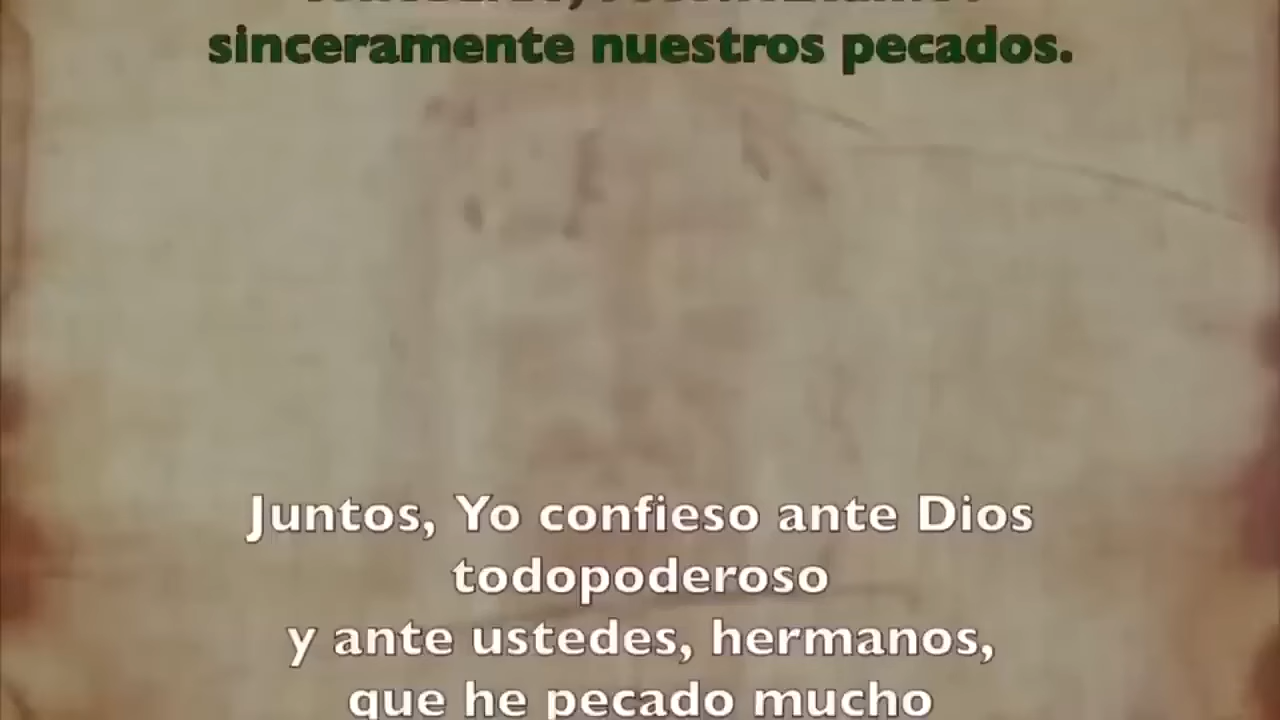 sinceramente nuestros pecados.
Juntos, Yo confieso ante Dios
todopoderoso
y ante ustedes, hermanos,
que he pecado mucho